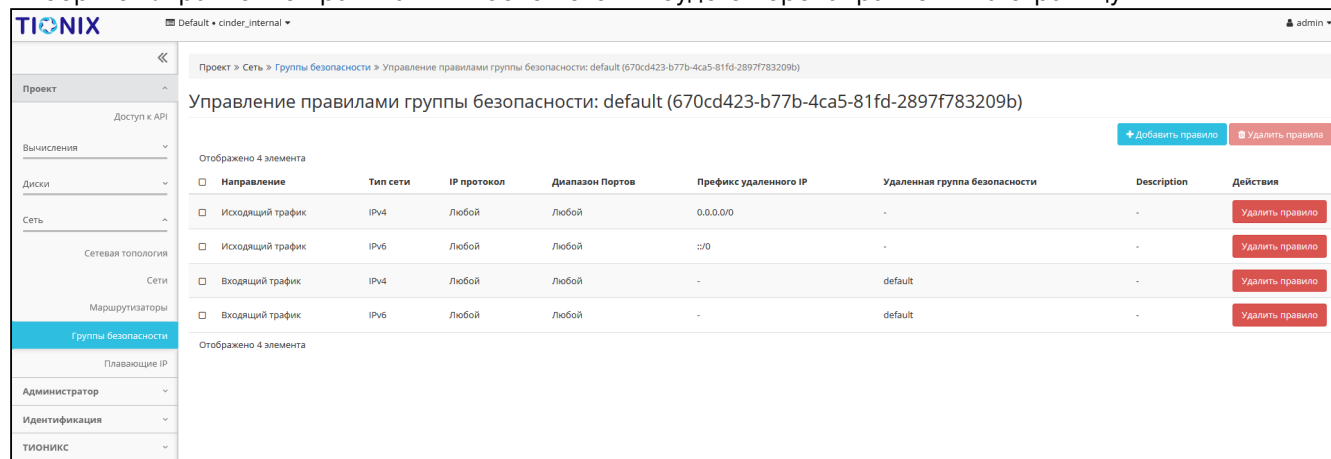 TIONIX
Default • cinder_internal
admin
Проект » Сеть » Группы безопасности » Управление правилами группы безопасности: default (670cd423-b77b-4ca5-81fd-2897f783209b)
Проект
Доступ к API
Вычисления
Диски
Сеть
Сетевая топология
Сети
Маршрутизаторы
Группы безопасности
Плавающие IP
Администратор
Идентификация
ТИОНИКС
Управление правилами группы безопасности: default (670cd423-b77b-4ca5-81fd-2897f783209b)
+ Добавить правило Удалить правила
Отображено 4 элемента
Направление Тип сети IP протокол Диапазон Портов Префикс удаленного IP Удаленная группа безопасности Description Действия
Исходящий трафик IPv4 Любой Любой 0.0.0.0/0 - - Удалить правило
Исходящий трафик IPv6 Любой Любой ::/0 - - Удалить правило
Входящий трафик IPv4 Любой Любой - default - Удалить правило
Входящий трафик IPv6 Любой Любой - default - Удалить правило
Отображено 4 элемента